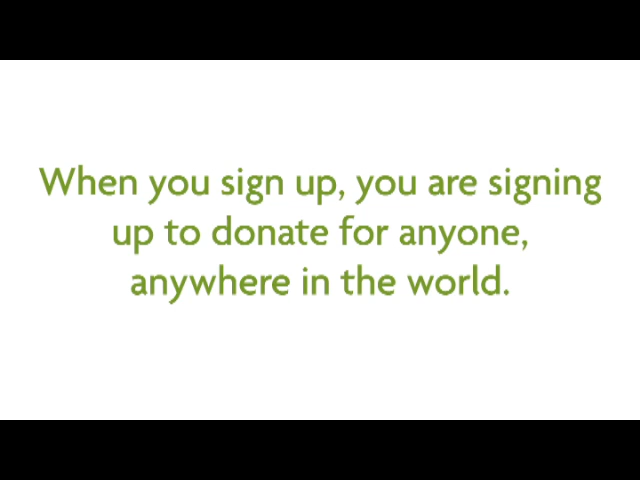 When you sign up, you are signing
up to donate for anyone,
anywhere in the world.